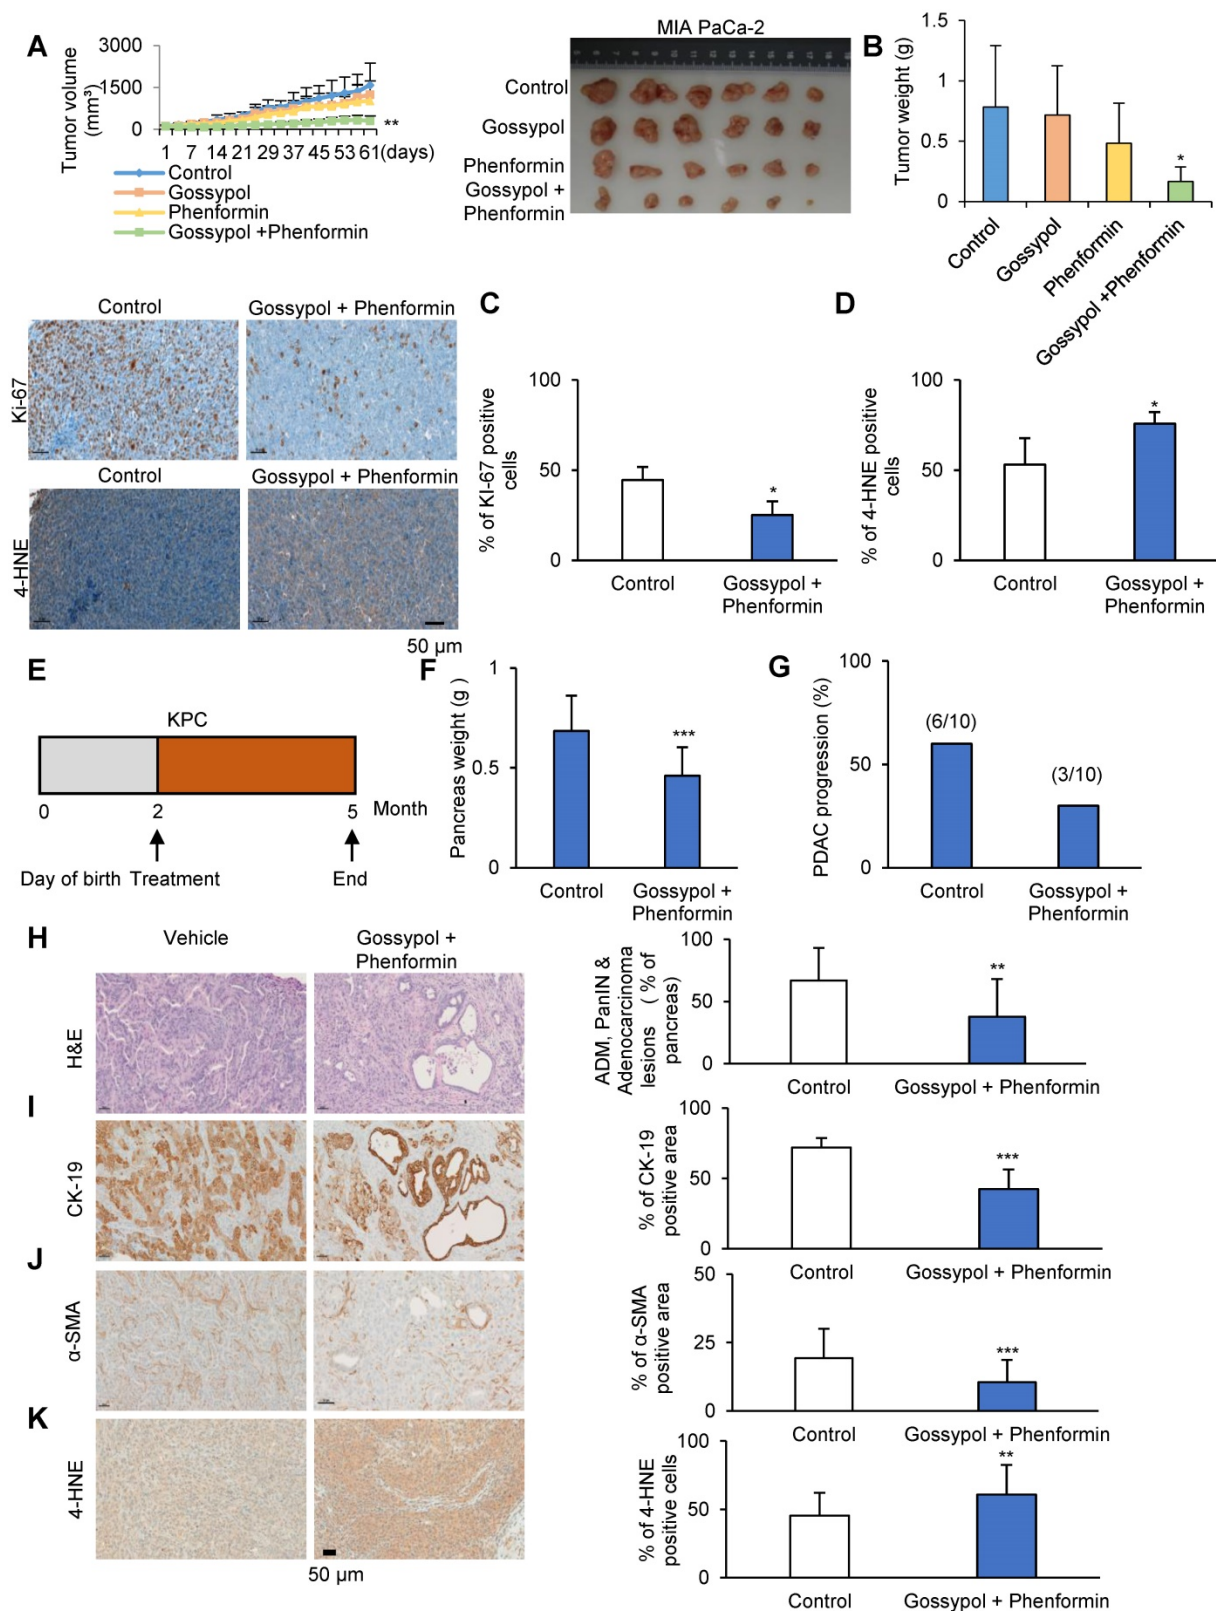 A
Tumor volume
(mm³)
3000
1500
0
1 7 14 21 29 37 45 53 61(days)
**
Control
Gossypol
Phenformin
Gossypol +Phenformin
MIA PaCa-2
Control
Gossypol
Phenformin
Gossypol +
Phenformin
B
Tumor weight (g)
1.5
1
0.5
0
*
Control
Gossypol
Phenformin
Gossypol +Phenformin
Control
Gossypol + Phenformin
Ki-67
Control
Gossypol + Phenformin
4-HNE
50 μm
C
% of KI-67 positive
cells
100
50
0
*
Control
Gossypol +
Phenformin
D
% of 4-HNE positive
cells
100
50
0
*
Control
Gossypol +
Phenformin
E
KPC
0 2 5 Month
Day of birth Treatment End
F
Pancreas weight (g )
1
0.5
0
***
Control
Gossypol +
Phenformin
G
PDAC progression (%)
100
50
0
(6/10)
(3/10)
Control
Gossypol +
Phenformin
H
Vehicle
Gossypol +
Phenformin
H&E
ADM, PanIN &
Adenocarcinoma
lesions ( % of
pancreas)
100
50
0
**
Control
Gossypol + Phenformin
I
CK-19
% of CK-19
positive area
100
50
0
***
Control
Gossypol + Phenformin
J
α-SMA
% of α-SMA
positive area
50
25
0
***
Control
Gossypol + Phenformin
K
4-HNE
50 μm
% of 4-HNE
positive cells
100
50
0
**
Control
Gossypol + Phenformin